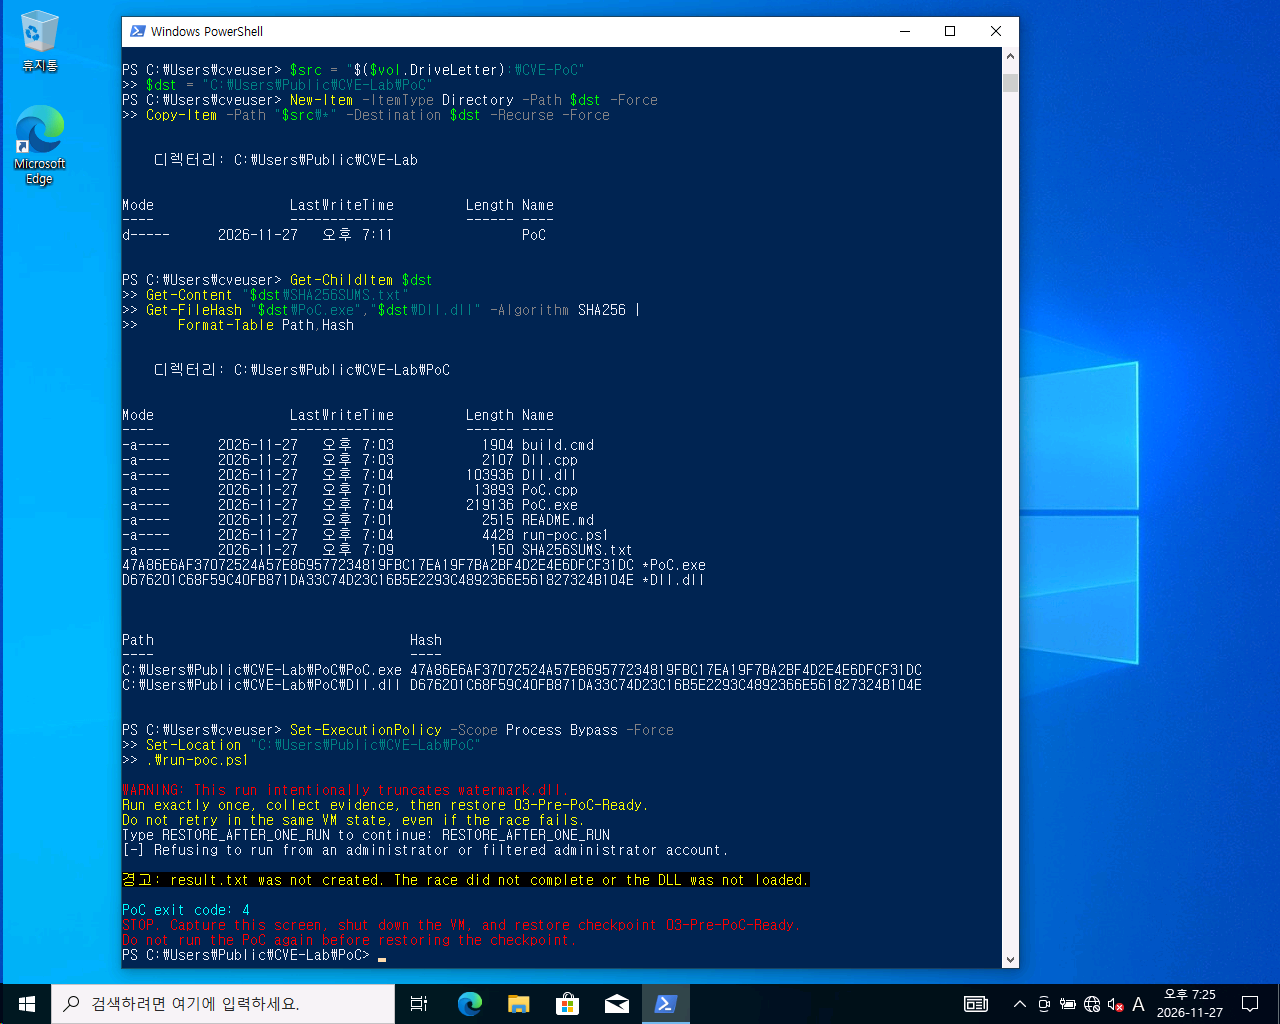 휴지통
Microsoft
Edge
Windows PowerShell
PS C:₩Users₩cveuser> $src = "$($vol.DriveLetter):₩CVE-PoC"
>> $dst = "C:₩Users₩Public₩CVE-Lab₩PoC"
PS C:₩Users₩cveuser> New-Item -ItemType Directory -Path $dst -Force
>> Copy-Item -Path "$src₩*" -Destination $dst -Recurse -Force
디렉터리: C:₩Users₩Public₩CVE-Lab
Mode                 LastWriteTime         Length Name
----                 -------------         ------ ----
d-----      2026-11-27   오후 7:11                PoC
PS C:₩Users₩cveuser> Get-ChildItem $dst
>> Get-Content "$dst₩SHA256SUMS.txt"
>> Get-FileHash "$dst₩PoC.exe","$dst₩Dll.dll" -Algorithm SHA256 |
>>     Format-Table Path,Hash
디렉터리: C:₩Users₩Public₩CVE-Lab₩PoC
Mode                 LastWriteTime         Length Name
----                 -------------         ------ ----
-a----      2026-11-27   오후 7:03           1904 build.cmd
-a----      2026-11-27   오후 7:03           2107 Dll.cpp
-a----      2026-11-27   오후 7:04         103936 Dll.dll
-a----      2026-11-27   오후 7:01          13893 PoC.cpp
-a----      2026-11-27   오후 7:04         219136 PoC.exe
-a----      2026-11-27   오후 7:01           2515 README.md
-a----      2026-11-27   오후 7:04           4428 run-poc.ps1
-a----      2026-11-27   오후 7:09            150 SHA256SUMS.txt
47A86E6AF37072524A57E869577234819FBC17EA19F7BA2BF4D2E4E6DFCF31DC *PoC.exe
D676201C68F59C40FB871DA33C74D23C16B5E2293C4892366E561827324B104E *Dll.dll
Path                                Hash
----                                ----
C:₩Users₩Public₩CVE-Lab₩PoC₩PoC.exe 47A86E6AF37072524A57E869577234819FBC17EA19F7BA2BF4D2E4E6DFCF31DC
C:₩Users₩Public₩CVE-Lab₩PoC₩Dll.dll D676201C68F59C40FB871DA33C74D23C16B5E2293C4892366E561827324B104E
PS C:₩Users₩cveuser> Set-ExecutionPolicy -Scope Process Bypass -Force
>> Set-Location "C:₩Users₩Public₩CVE-Lab₩PoC"
>> .₩run-poc.ps1
WARNING: This run intentionally truncates watermark.dll.
Run exactly once, collect evidence, then restore 03-Pre-PoC-Ready.
Do not retry in the same VM state, even if the race fails.
Type RESTORE_AFTER_ONE_RUN to continue: RESTORE_AFTER_ONE_RUN
[-] Refusing to run from an administrator or filtered administrator account.
경고: result.txt was not created. The race did not complete or the DLL was not loaded.
PoC exit code: 4
STOP. Capture this screen, shut down the VM, and restore checkpoint 03-Pre-PoC-Ready.
Do not run the PoC again before restoring the checkpoint.
PS C:₩Users₩Public₩CVE-Lab₩PoC>
검색하려면 여기에 입력하세요.
A
오후 7:25
2026-11-27